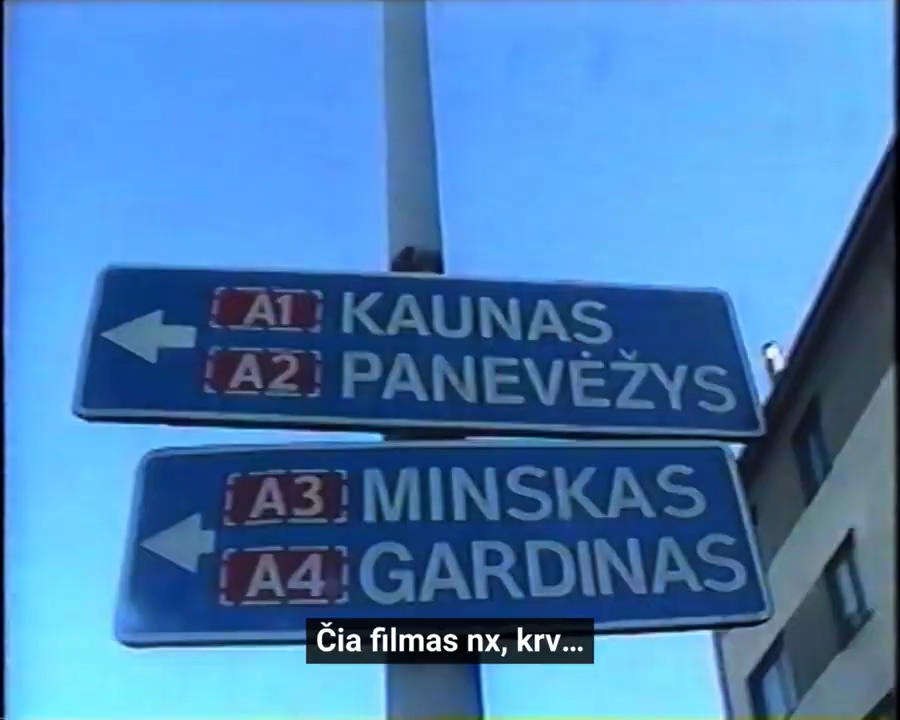 A1 KAUNAS
A2 PANEVĖŽYS
A3 MINSKAS
A4 GARDINAS
Čia filmas nx, krv...